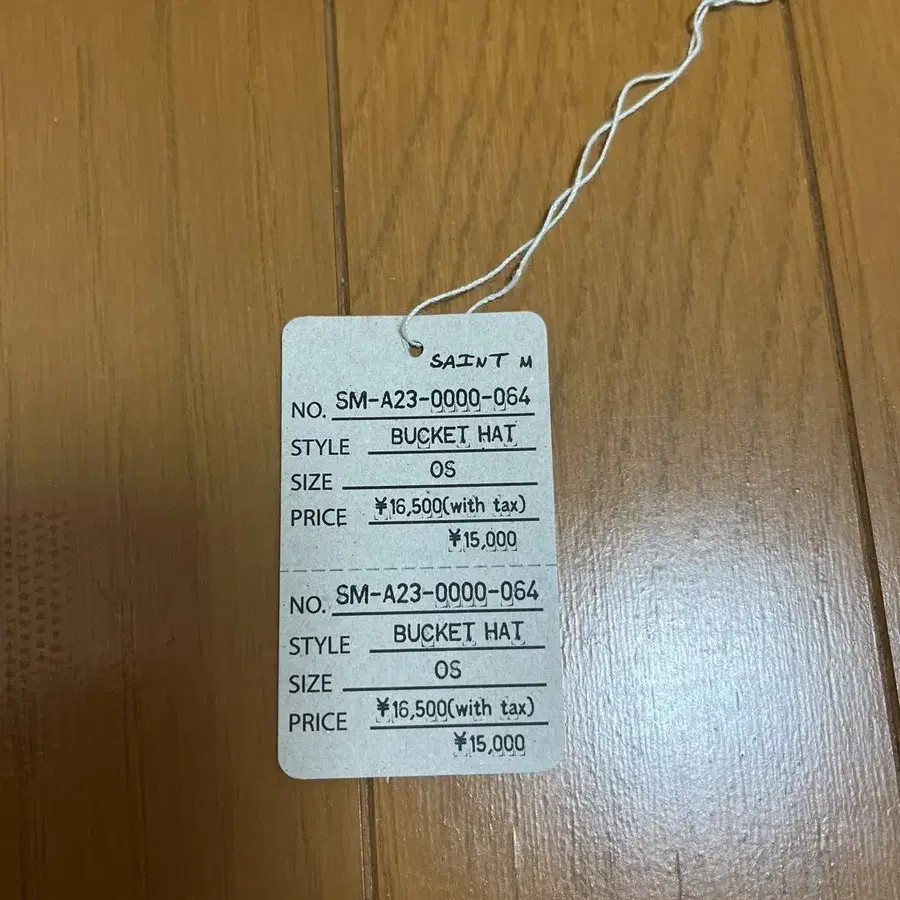 SAINT M
NO. SM-A23-0000-064
STYLE BUCKET HAT
SIZE OS
PRICE ¥16,500(with tax)
¥15,000
NO. SM-A23-0000-064
STYLE BUCKET HAT
SIZE OS
PRICE ¥16,500(with tax)
¥15,000